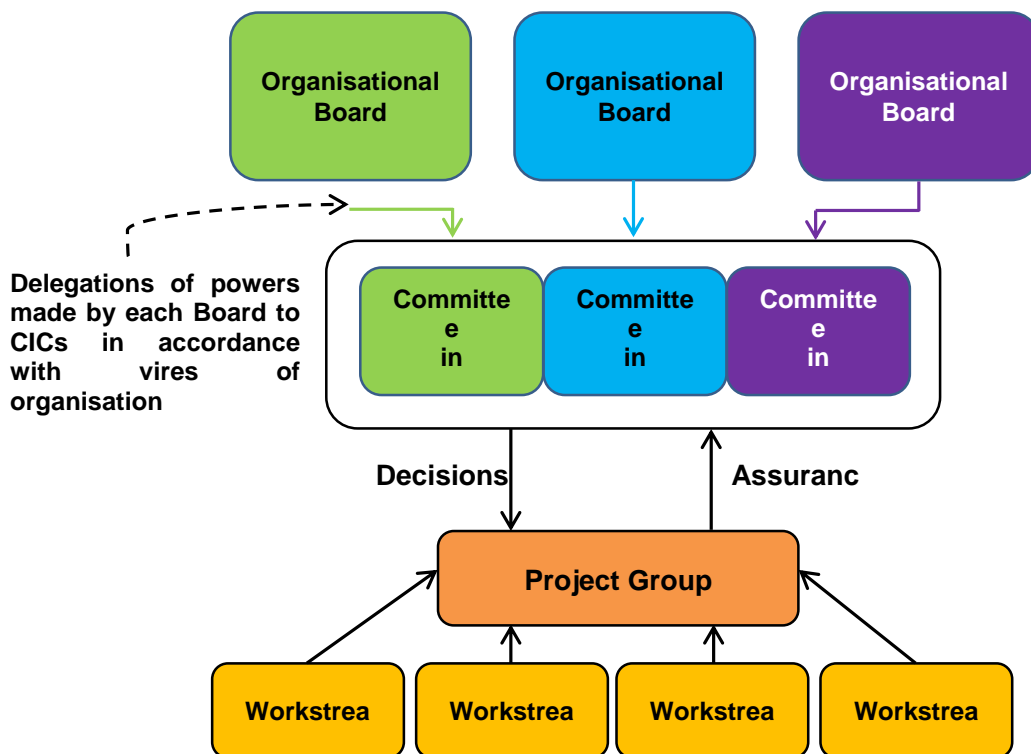 Organisational
Board
Organisational
Board
Organisational
Board
Delegations of powers
made by each Board to
CICs in accordance
with vires of
organisation
Committe
e
in
Committe
e
in
Committe
e
in
Decisions
Assuranc
Project Group
Workstrea
Workstrea
Workstrea
Workstrea